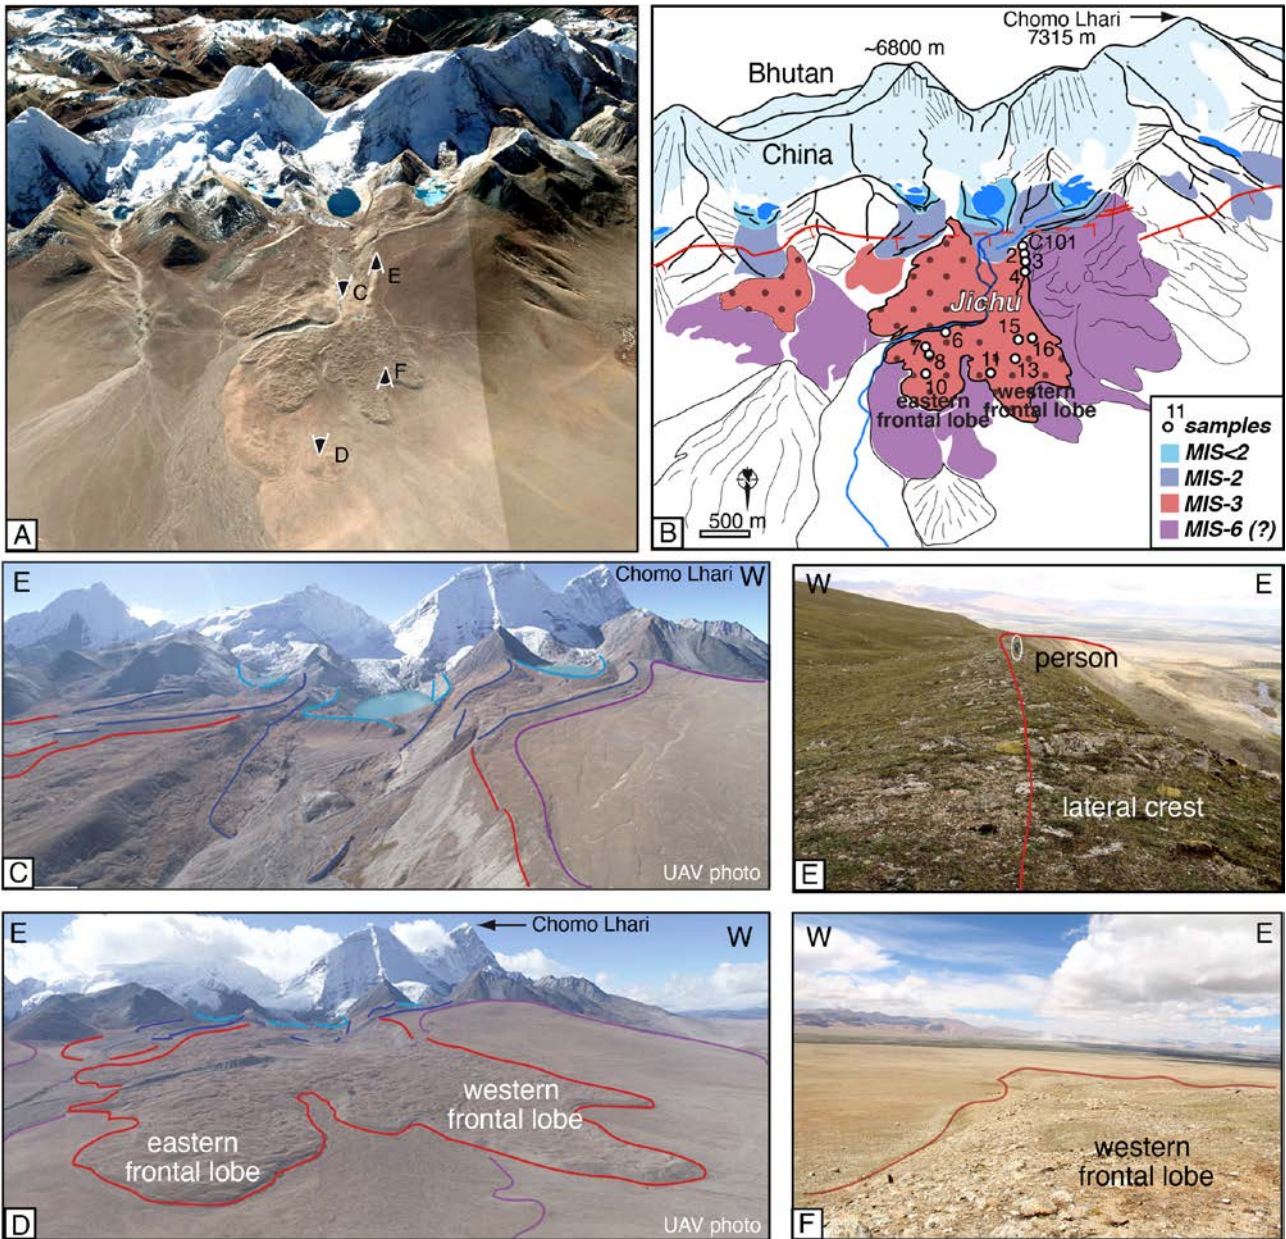 C
E
F
D
A
Chomo Lhari
7315 m
~6800 m
Bhutan
China
C101
2
3
4
Jichu
15
6
16
7
8
11
13
10
eastern
frontal lobe
western
frontal lobe
11
samples
MIS<2
MIS-2
MIS-3
MIS-6 (?)
500 m
B
E
Chomo Lhari
W
UAV photo
C
W
E
person
lateral crest
E
E
Chomo Lhari
W
western
frontal lobe
eastern
frontal lobe
UAV photo
D
W
E
western
frontal lobe
F